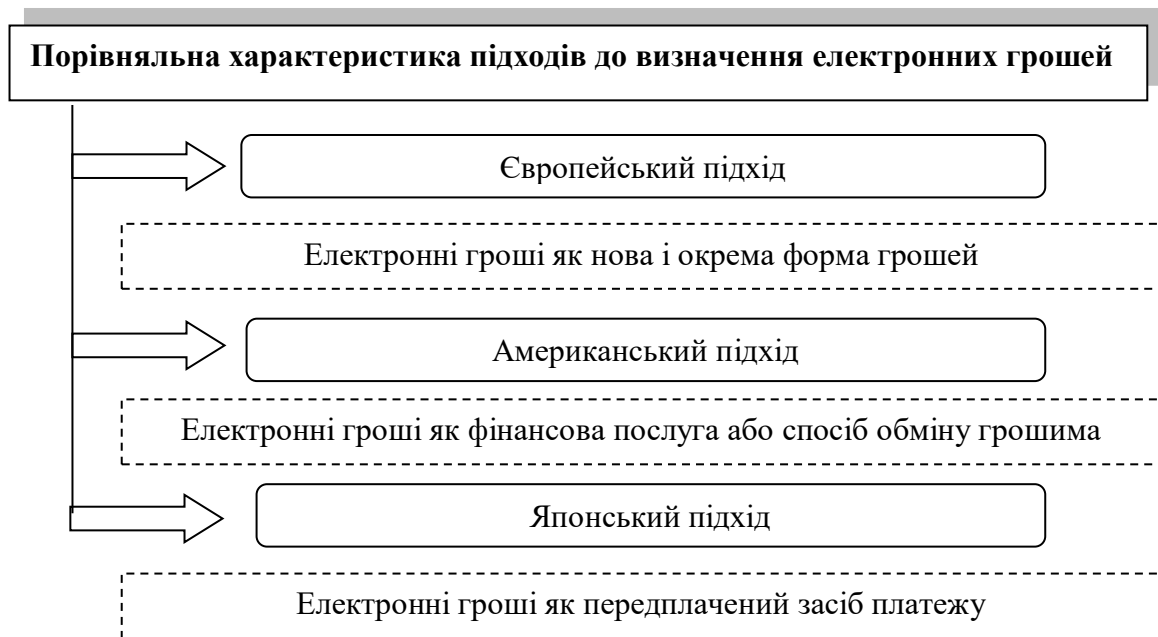 Порівняльна характеристика підходів до визначення електронних грошей
Європейський підхід
Електронні гроші як нова і окрема форма грошей
Американський підхід
Електронні гроші як фінансова послуга або спосіб обміну грошима
Японський підхід
Електронні гроші як передплачений засіб платежу